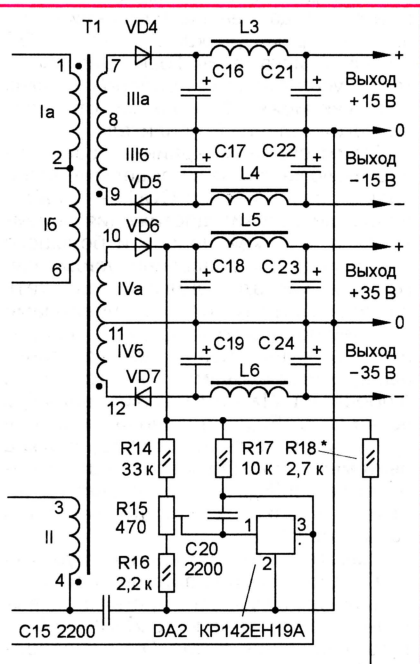 T1 VD4 L3
1 7 + +
C16 C21 Выход
Iа IIIа +15 В
8 0
2 IIIб + C17 C22 + Выход
L4 −15 В
9 VD5 −
Iб 10 VD6 L5 +
6 + C18 C23 + Выход
IVа +35 В
11 0
IVб + C19 C24 + Выход
L6 −35 В
12 VD7 −
R14 R17 R18*
33 к 10 к 2,7 к
3 R15 1 3
II 470 C20 2
4 R16 2200
2,2 к
C15 2200 DA2 КР142ЕН19А